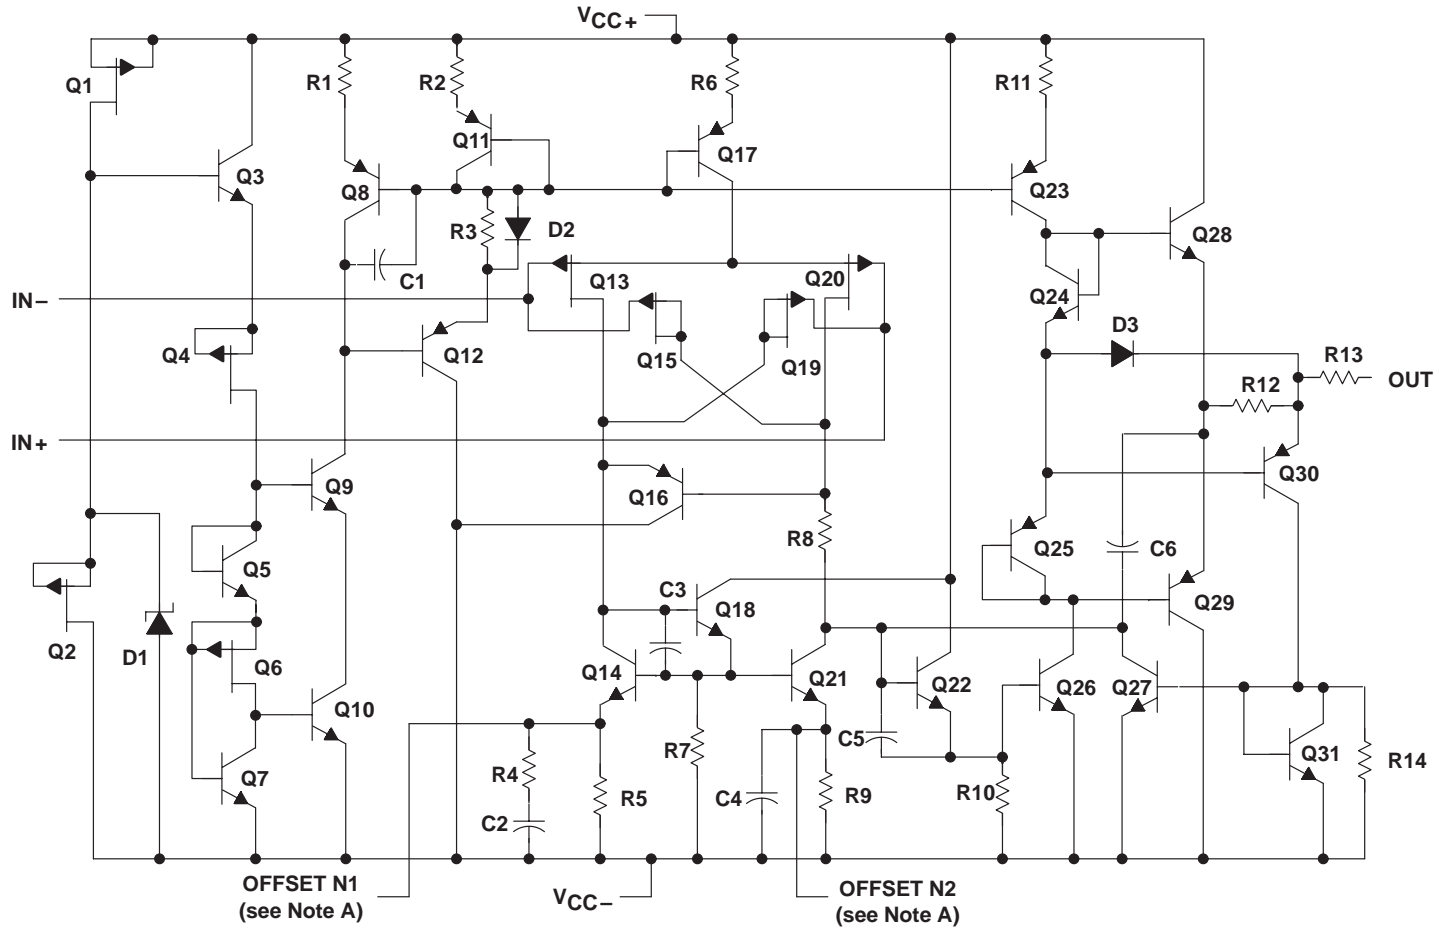 VCC+
Q1
R1
R2
R6
R11
Q11
Q17
Q3
Q8
Q23
R3
D2
Q28
C1
Q13
Q20
IN−
Q24
Q4
Q12
Q15
Q19
D3
R13
OUT
R12
IN+
Q9
Q16
Q30
R8
Q25
C6
Q5
C3
Q18
Q29
Q2
D1
Q6
Q14
Q21
Q22
Q26
Q27
Q10
R7
C5
Q31
R14
Q7
R4
R5
C4
R9
R10
C2
OFFSET N1
(see Note A)
VCC−
OFFSET N2
(see Note A)